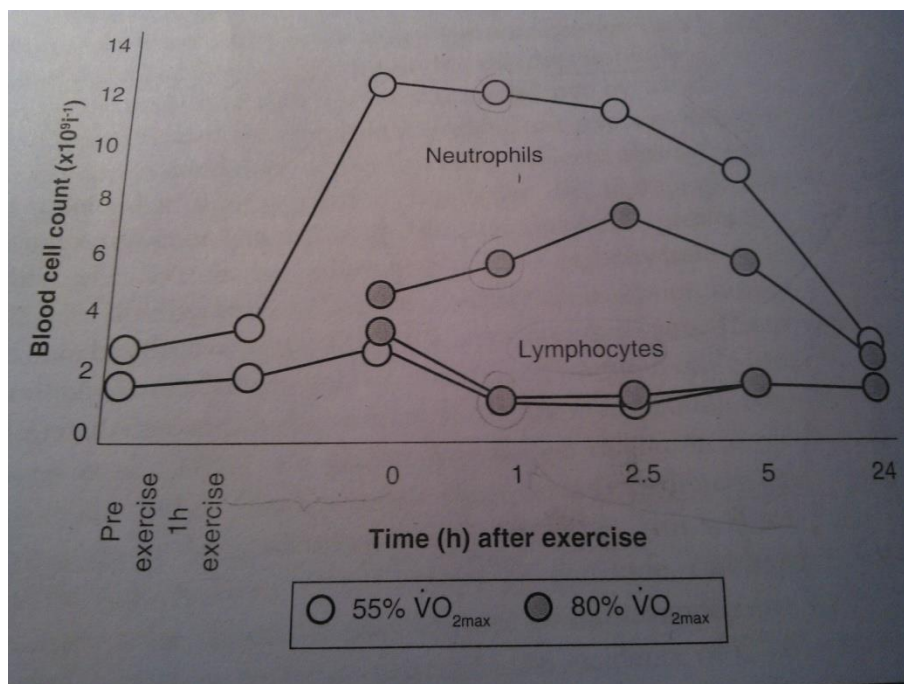 14
12
10
8
6
4
2
0
Blood cell count (x10⁹i⁻¹)
Neutrophils
Lymphocytes
Pre
exercise
1h
exercise
0 1 2.5 5 24
Time (h) after exercise
55% V̇O₂max 80% V̇O₂max